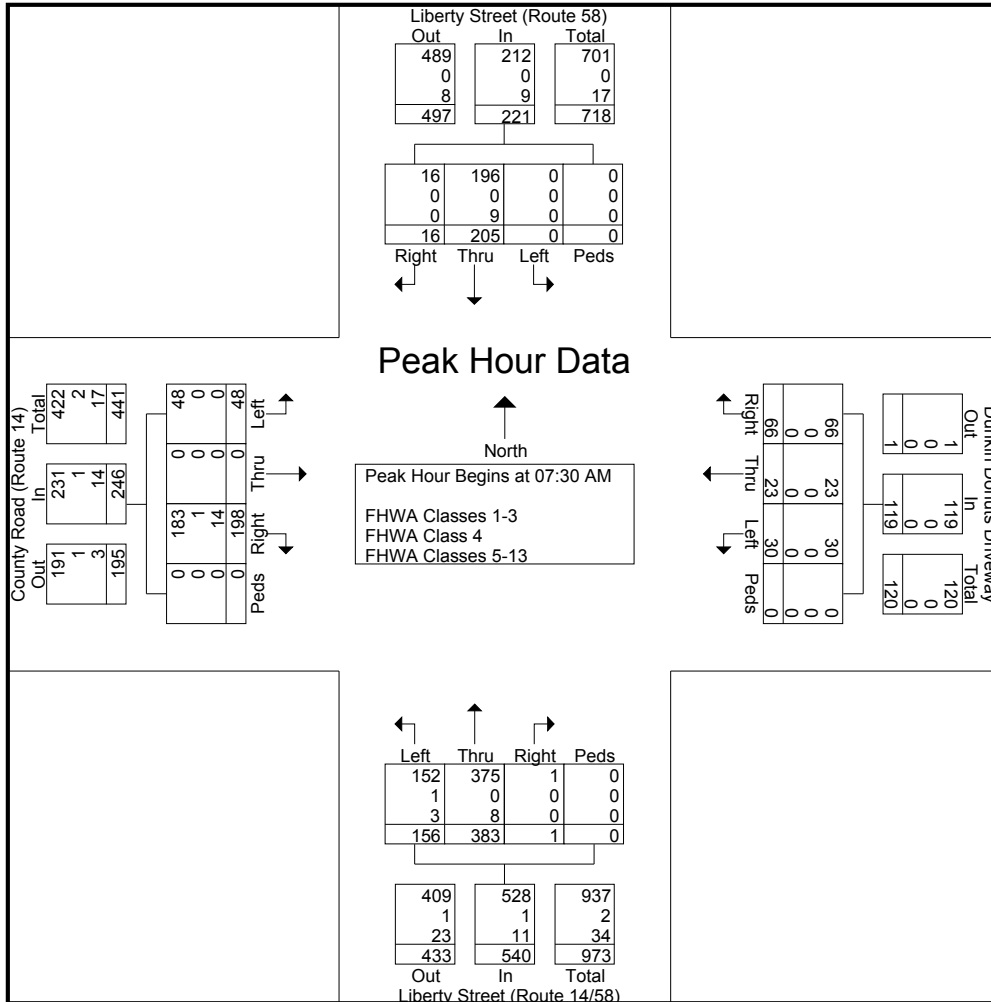 Liberty Street (Route 58)
Out In Total
489 212 701
0 0 0
8 9 17
497 221 718
16 196 0 0
0 0 0 0
0 9 0 0
16 205 0 0
Right Thru Left Peds
Peak Hour Data
North
Peak Hour Begins at 07:30 AM
FHWA Classes 1-3
FHWA Class 4
FHWA Classes 5-13
County Road (Route 14)
Out In Total
191 231 422
1 1 2
3 14 17
195 246 441
48 0 183 0
0 0 1 0
0 0 14 0
48 0 198 0
Left Thru Right Peds
Dunkin Donuts Driveway
Out In Total
1 119 120
0 0 0
0 0 0
1 119 120
66 23 30 0
0 0 0 0
0 0 0 0
66 23 30 0
Right Thru Left Peds
Left Thru Right Peds
152 375 1 0
1 0 0 0
3 8 0 0
156 383 1 0
409 528 937
1 1 2
23 11 34
433 540 973
Out In Total
Liberty Street (Route 14/58)